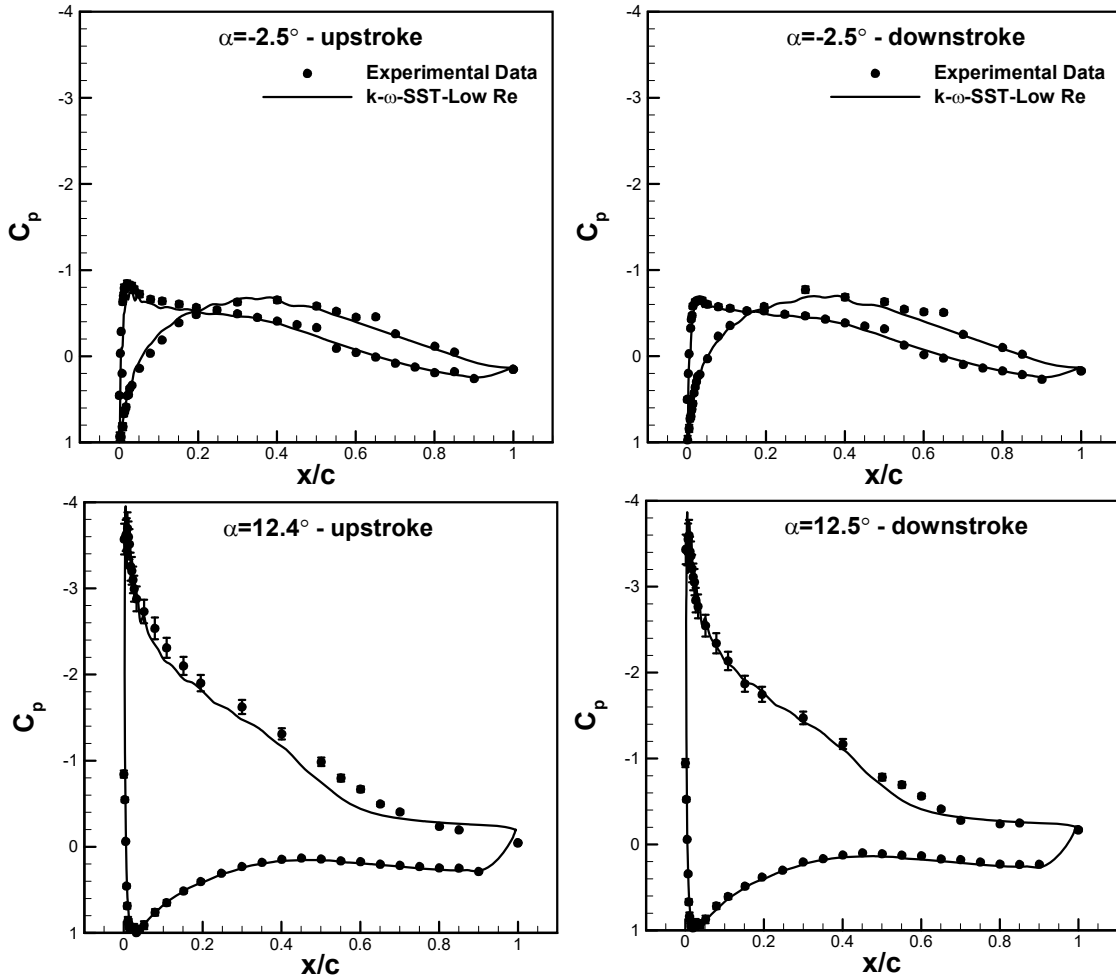 α=-2.5° - upstroke
Experimental Data
k-ω-SST-Low Re
-4
-3
-2
-1
0
1
Cp
0 0.2 0.4 0.6 0.8 1
x/c
α=-2.5° - downstroke
Experimental Data
k-ω-SST-Low Re
-4
-3
-2
-1
0
1
Cp
0 0.2 0.4 0.6 0.8 1
x/c
α=12.4° - upstroke
-4
-3
-2
-1
0
1
Cp
0 0.2 0.4 0.6 0.8 1
x/c
α=12.5° - downstroke
-4
-3
-2
-1
0
1
Cp
0 0.2 0.4 0.6 0.8 1
x/c